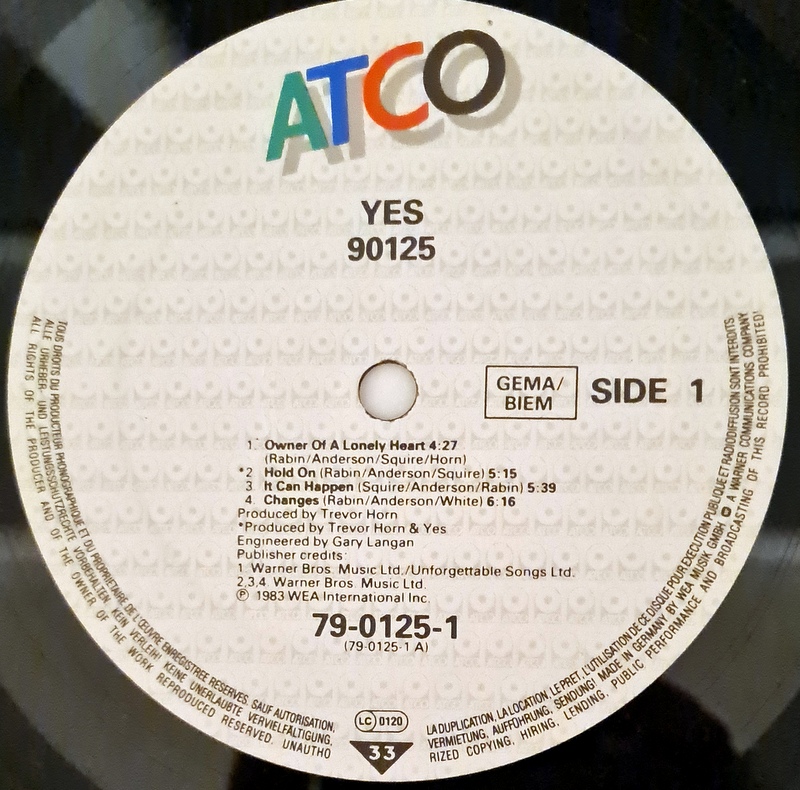 ATCO
YES
90125
GEMA/
BIEM
SIDE 1
1. Owner Of A Lonely Heart 4:27
(Rabin/Anderson/Squire/Horn)
*2. Hold On (Rabin/Anderson/Squire) 5:15
3. It Can Happen (Squire/Anderson/Rabin) 5:39
4. Changes (Rabin/Anderson/White) 6:16
Produced by Trevor Horn
*Produced by Trevor Horn & Yes
Engineered by Gary Langan
Publisher credits:
1. Warner Bros. Music Ltd./Unforgettable Songs Ltd.
2,3,4. Warner Bros. Music Ltd.
℗ 1983 WEA International Inc.
79-0125-1
(79-0125-1 A)
LC 0120
33
TOUS DROITS DU PRODUCTEUR PHONOGRAPHIQUE ET DU PROPRIETAIRE DE L'ŒUVRE ENREGISTREE RESERVES. SAUF AUTORISATION, LA DUPLICATION, LA LOCATION, LE PRET, L'UTILISATION DE CE DISQUE POUR EXECUTION PUBLIQUE ET RADIODIFFUSION SONT INTERDITS
ALLE URHEBER- UND LEISTUNGSSCHUTZRECHTE VORBEHALTEN. KEIN VERLEIH! KEINE UNERLAUBTE VERVIELFÄLTIGUNG, VERMIETUNG, AUFFÜHRUNG, SENDUNG! MADE IN GERMANY BY WEA MUSIK GMBH A WARNER COMMUNICATIONS COMPANY
ALL RIGHTS OF THE PRODUCER AND OF THE OWNER OF THE WORK REPRODUCED RESERVED. UNAUTHORIZED COPYING, HIRING, LENDING, PUBLIC PERFORMANCE AND BROADCASTING OF THIS RECORD PROHIBITED!